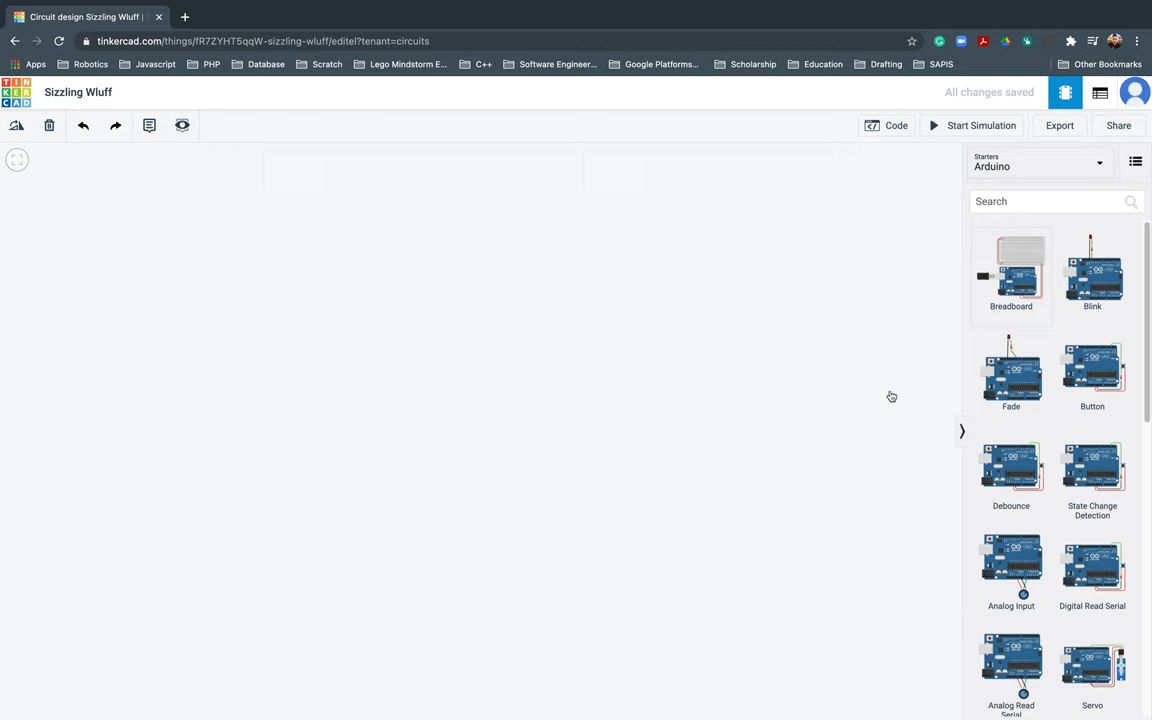 Circuit design Sizzling Wluff | T
tinkercad.com/things/fR7ZYHT5qqW-sizzling-wluff/editel?tenant=circuits
Apps Robotics Javascript PHP Database Scratch Lego Mindstorm E... C++ Software Engineer... Google Platforms... Scholarship Education Drafting SAPIS Other Bookmarks
TIN
KER
CAD
Sizzling Wluff
All changes saved
Code Start Simulation Export Share
Starters
Arduino
Search
Breadboard Blink
Fade Button
Debounce State Change
Detection
Analog Input Digital Read Serial
Analog Read Servo
Serial